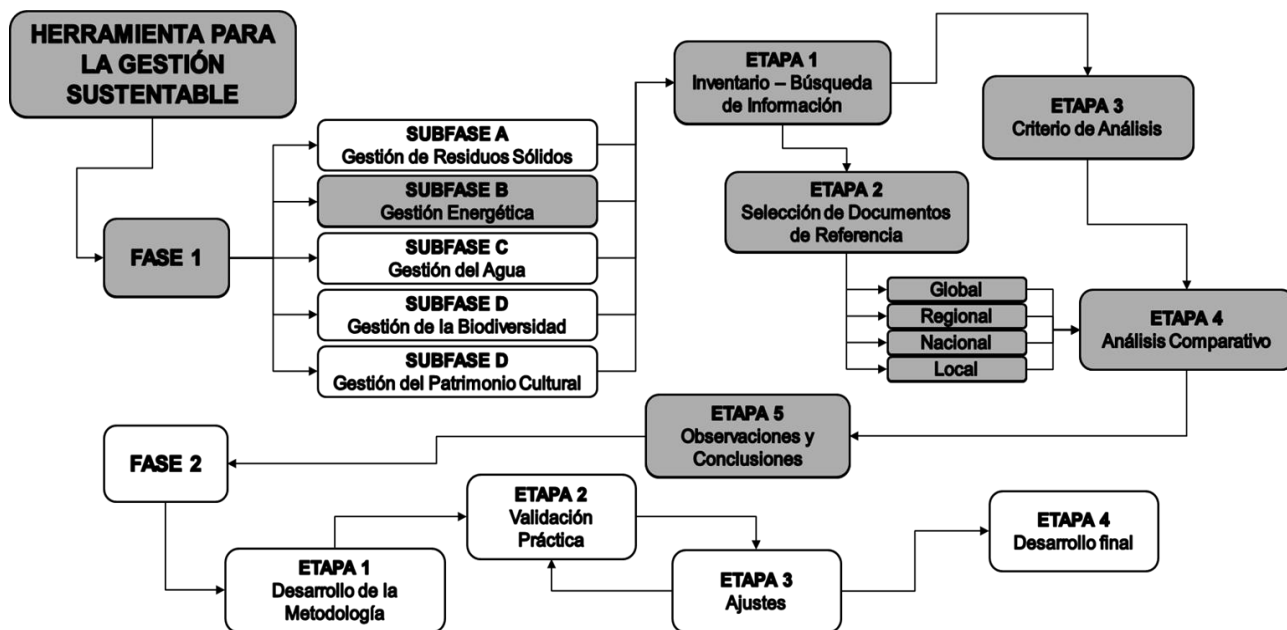 HERRAMIENTA PARA
LA GESTIÓN
SUSTENTABLE
FASE 1
SUBFASE A
Gestión de Residuos Sólidos
SUBFASE B
Gestión Energética
SUBFASE C
Gestión del Agua
SUBFASE D
Gestión de la Biodiversidad
SUBFASE D
Gestión del Patrimonio Cultural
ETAPA 1
Inventario – Búsqueda
de Información
ETAPA 2
Selección de Documentos
de Referencia
Global
Regional
Nacional
Local
ETAPA 3
Criterio de Análisis
ETAPA 4
Análisis Comparativo
ETAPA 5
Observaciones y
Conclusiones
FASE 2
ETAPA 1
Desarrollo de la
Metodología
ETAPA 2
Validación
Práctica
ETAPA 3
Ajustes
ETAPA 4
Desarrollo final